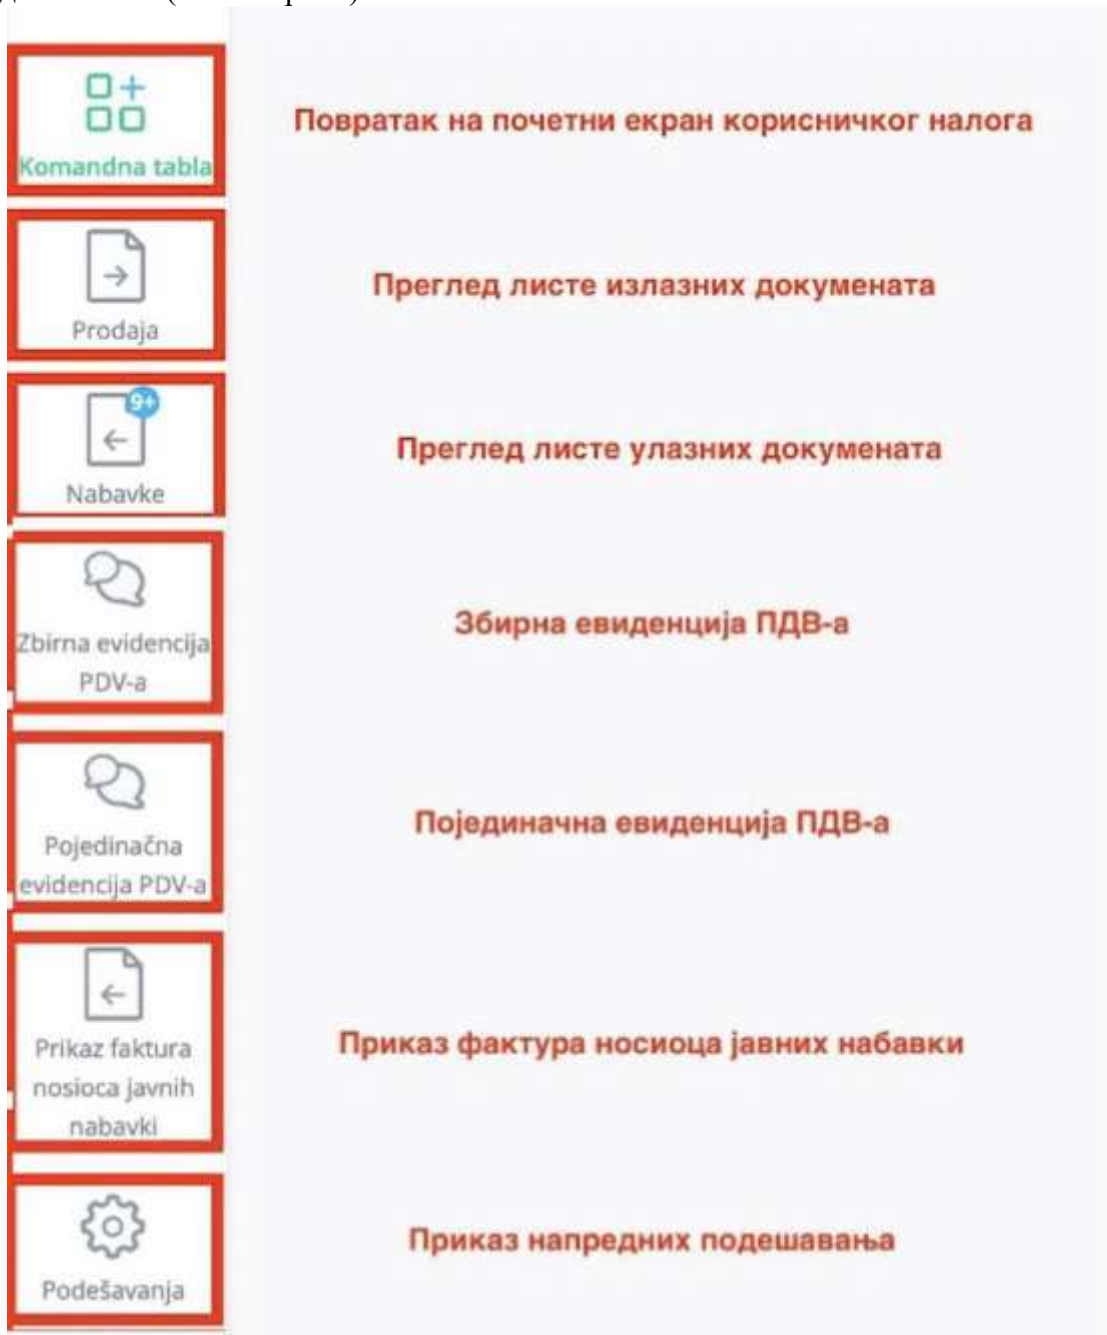 Komandna tabla
Повратак на почетни екран корисничког налога
Prodaja
Преглед листе излазних докумената
9+
Nabavke
Преглед листе улазних докумената
Zbirna evidencija
PDV-a
Збирна евиденција ПДВ-а
Pojedinačna
evidencija PDV-a
Појединачна евиденција ПДВ-а
Prikaz faktura
nosioca javnih
nabavki
Приказ фактура носиоца јавних набавки
Podešavanja
Приказ напредних подешавања